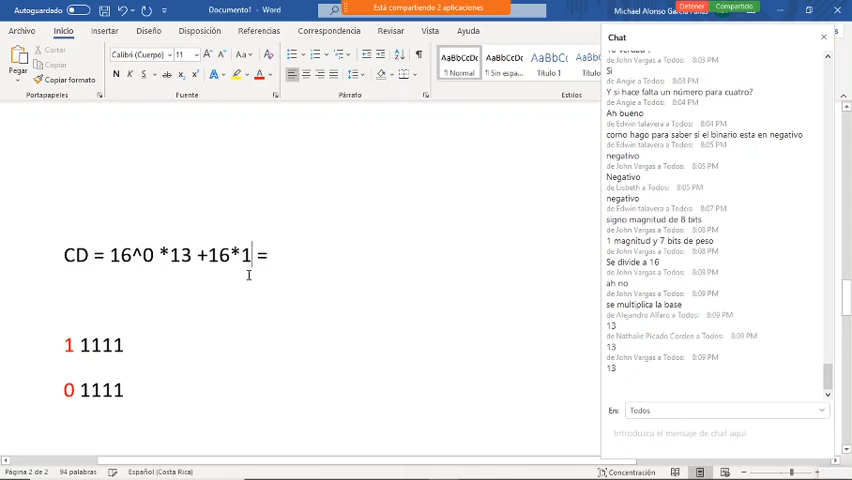 Autoguardado
Documento1 - Word
Está compartiendo 2 aplicaciones
Detener
Compartido
Archivo
Inicio
Insertar
Diseño
Disposición
Referencias
Correspondencia
Revisar
Vista
Ayuda
Pegar
Cortar
Copiar
Copiar formato
Portapapeles
Calibri (Cuerpo)
11
Fuente
Párrafo
AaBbCcDc
¶ Normal
AaBbCcDc
¶ Sin espa...
AaBbC
Título 1
Estilos
CD = 16^0 *13 +16*1 =
1 1111
0 1111
Chat
de John Vargas a Todos: 8:03 PM
Si
de Angie a Todos: 8:03 PM
Y si hace falta un número para cuatro?
de Angie a Todos: 8:04 PM
Ah bueno
de Edwin talavera a Todos: 8:05 PM
como hago para saber si el binario esta en negativo
de Edwin talavera a Todos: 8:05 PM
negativo
de John Vargas a Todos: 8:05 PM
Negativo
de Lisbeth a Todos: 8:05 PM
negativo
de Edwin talavera a Todos: 8:07 PM
signo magnitud de 8 bits
de John Vargas a Todos: 8:08 PM
1 magnitud y 7 bits de peso
de John Vargas a Todos: 8:08 PM
Se divide a 16
de John Vargas a Todos: 8:08 PM
ah no
de John Vargas a Todos: 8:09 PM
se multiplica la base
de Alejandro Alfaro a Todos: 8:09 PM
13
de Nathalie Picado Cordeo a Todos: 8:09 PM
13
de John Vargas a Todos: 8:09 PM
13
En:
Todos
Introduzca el mensaje de chat aquí.
Página 2 de 2
94 palabras
Español (Costa Rica)
Concentración